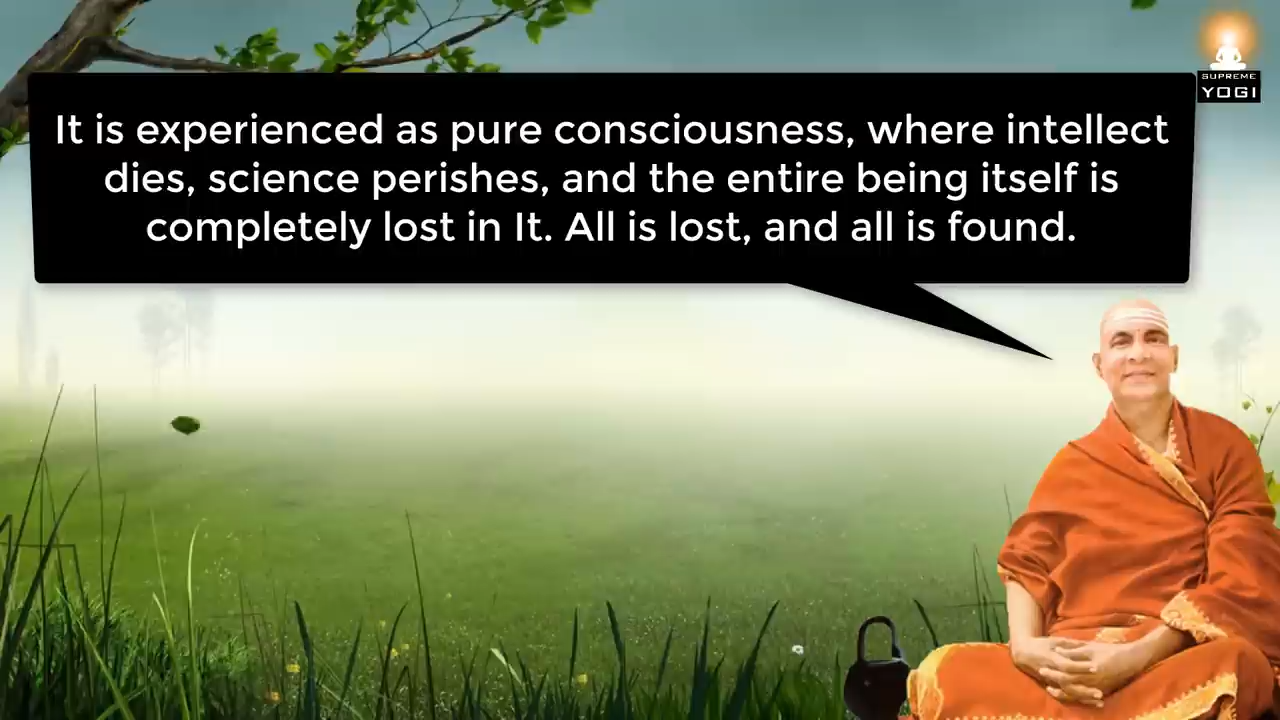 SUPREME
YOGI
It is experienced as pure consciousness, where intellect
dies, science perishes, and the entire being itself is
completely lost in It. All is lost, and all is found.